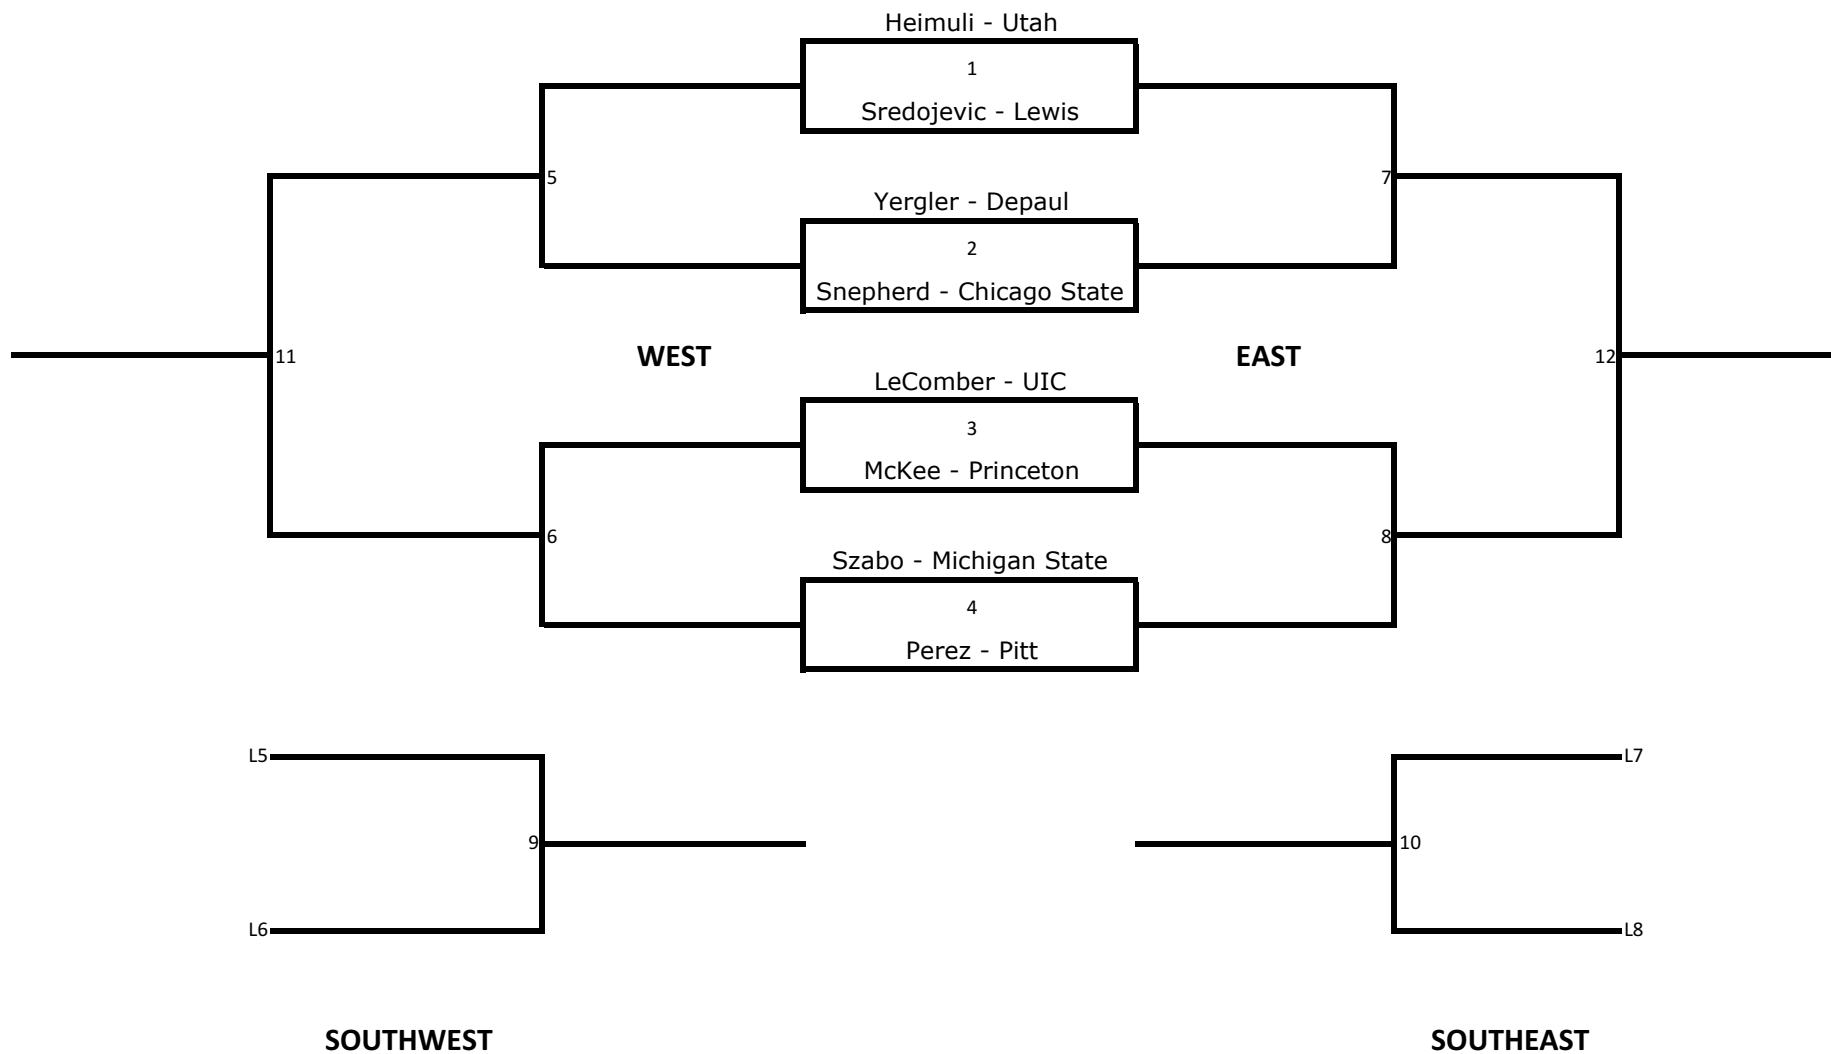 Heimuli - Utah
1
Sredojevic - Lewis
5
7
Yergler - Depaul
2
Snepherd - Chicago State
11
WEST
EAST
12
LeComber - UIC
3
McKee - Princeton
6
8
Szabo - Michigan State
4
Perez - Pitt
L5
L7
9
10
L6
L8
SOUTHWEST
SOUTHEAST